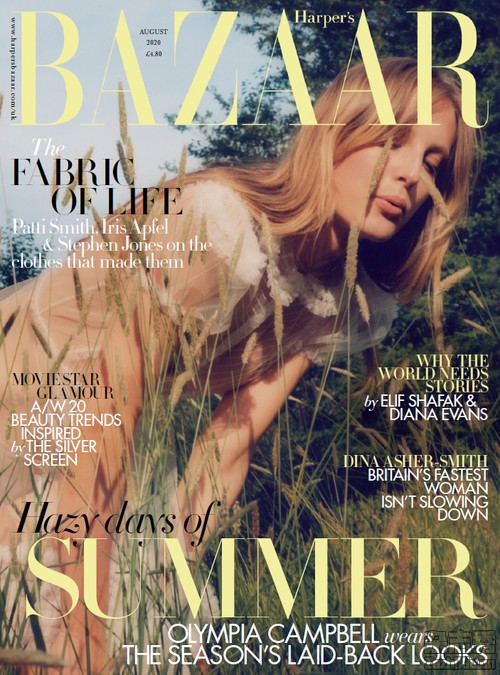 www.harpersbazaar.com/uk
Harper's
BAZAAR
AUGUST
2020
£4.80
The
FABRIC
OF LIFE
Patti Smith, Iris Apfel
& Stephen Jones on the
clothes that made them
WHY THE
WORLD NEEDS
STORIES
by ELIF SHAFAK &
DIANA EVANS
MOVIE STAR
GLAMOUR
A/W 20
BEAUTY TRENDS
INSPIRED
by THE SILVER
SCREEN
DINA ASHER-SMITH
BRITAIN'S FASTEST
WOMAN
ISN'T SLOWING
DOWN
Hazy days of
SUMMER
OLYMPIA CAMPBELL wears
THE SEASON'S LAID-BACK LOOKS